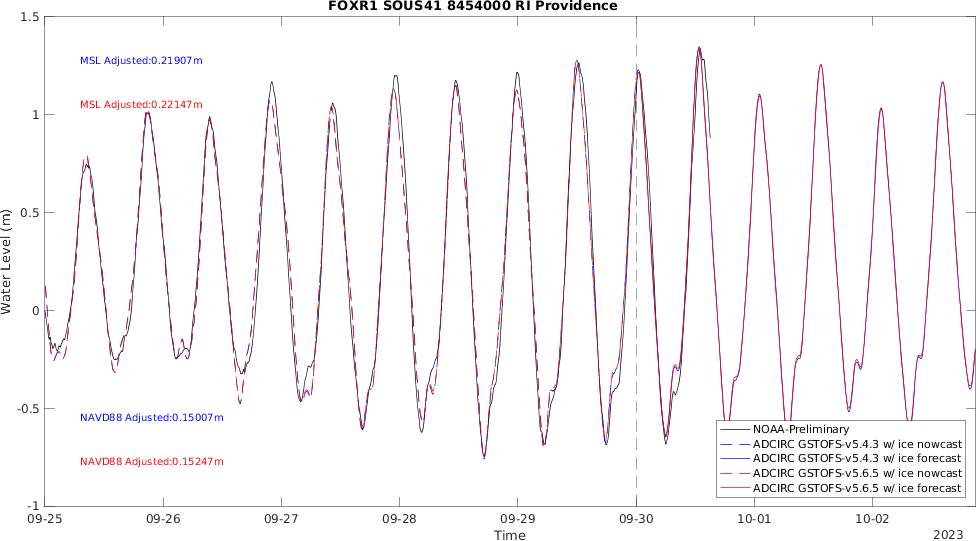 FOXR1 SOUS41 8454000 RI Providence
1.5
1
0.5
0
-0.5
-1
Water Level (m)
MSL Adjusted:0.21907m
MSL Adjusted:0.22147m
NAVD88 Adjusted:0.15007m
NAVD88 Adjusted:0.15247m
NOAA-Preliminary
ADCIRC GSTOFS-v5.4.3 w/ ice nowcast
ADCIRC GSTOFS-v5.4.3 w/ ice forecast
ADCIRC GSTOFS-v5.6.5 w/ ice nowcast
ADCIRC GSTOFS-v5.6.5 w/ ice forecast
09-25 09-26 09-27 09-28 09-29 09-30 10-01 10-02
Time
2023